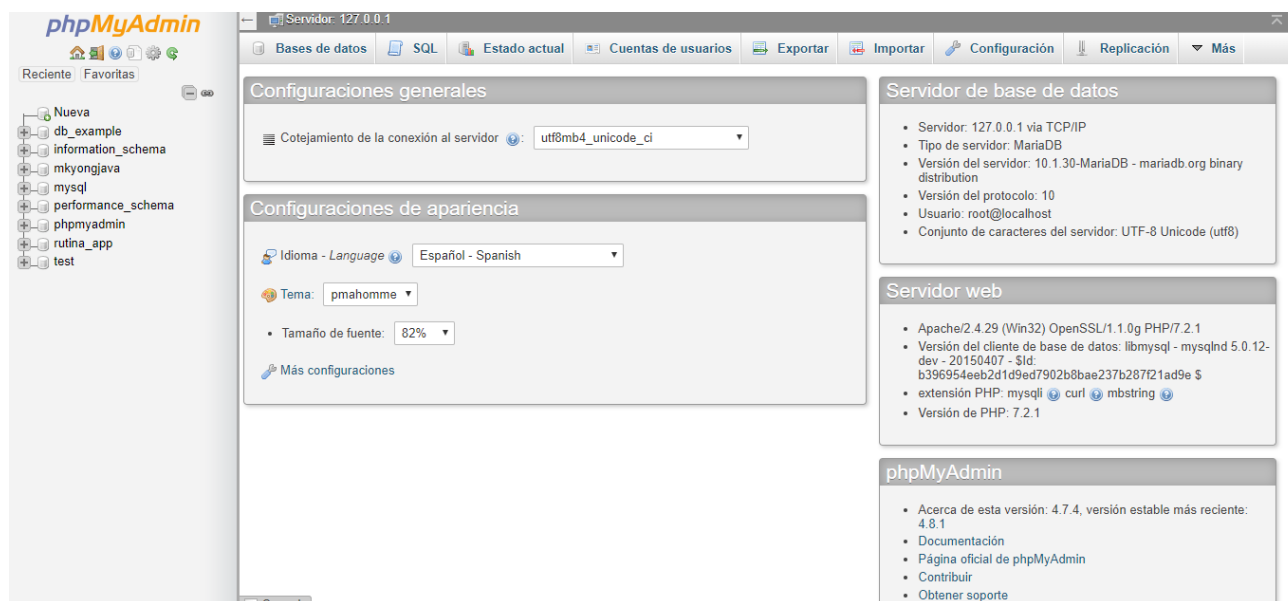 phpMyAdmin
Reciente Favoritas
Nueva
db_example
information_schema
mkyongjava
mysql
performance_schema
phpmyadmin
rutina_app
test
Servidor: 127.0.0.1
Bases de datos SQL Estado actual Cuentas de usuarios Exportar Importar Configuración Replicación Más
Configuraciones generales
Cotejamiento de la conexión al servidor : utf8mb4_unicode_ci
Configuraciones de apariencia
Idioma - Language Español - Spanish
Tema: pmahomme
Tamaño de fuente: 82%
Más configuraciones
Servidor de base de datos
Servidor: 127.0.0.1 via TCP/IP
Tipo de servidor: MariaDB
Versión del servidor: 10.1.30-MariaDB - mariadb.org binary
distribution
Versión del protocolo: 10
Usuario: root@localhost
Conjunto de caracteres del servidor: UTF-8 Unicode (utf8)
Servidor web
Apache/2.4.29 (Win32) OpenSSL/1.1.0g PHP/7.2.1
Versión del cliente de base de datos: libmysql - mysqlnd 5.0.12-
dev - 20150407 - $Id:
b396954eeb2d1d9ed7902b8bae237b287f21ad9e $
extensión PHP: mysqli curl mbstring
Versión de PHP: 7.2.1
phpMyAdmin
Acerca de esta versión: 4.7.4, versión estable más reciente:
4.8.1
Documentación
Página oficial de phpMyAdmin
Contribuir
Obtener soporte